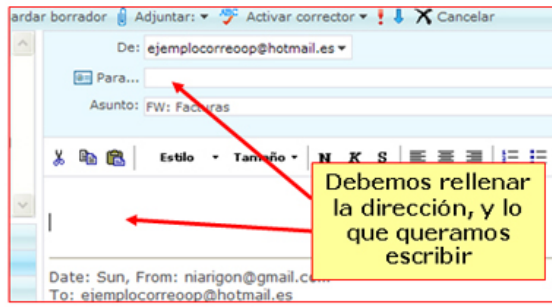 ardar borrador Adjuntar: ABC Activar corrector Cancelar
De: ejemplocorreoop@hotmail.es
Para...
Asunto: FW: Facturas
Estilo Tamaño N K S
Debemos rellenar
la dirección, y lo
que queramos
escribir
Date: Sun, From: niarigon@gmail.com
To: ejemplocorreoop@hotmail.es